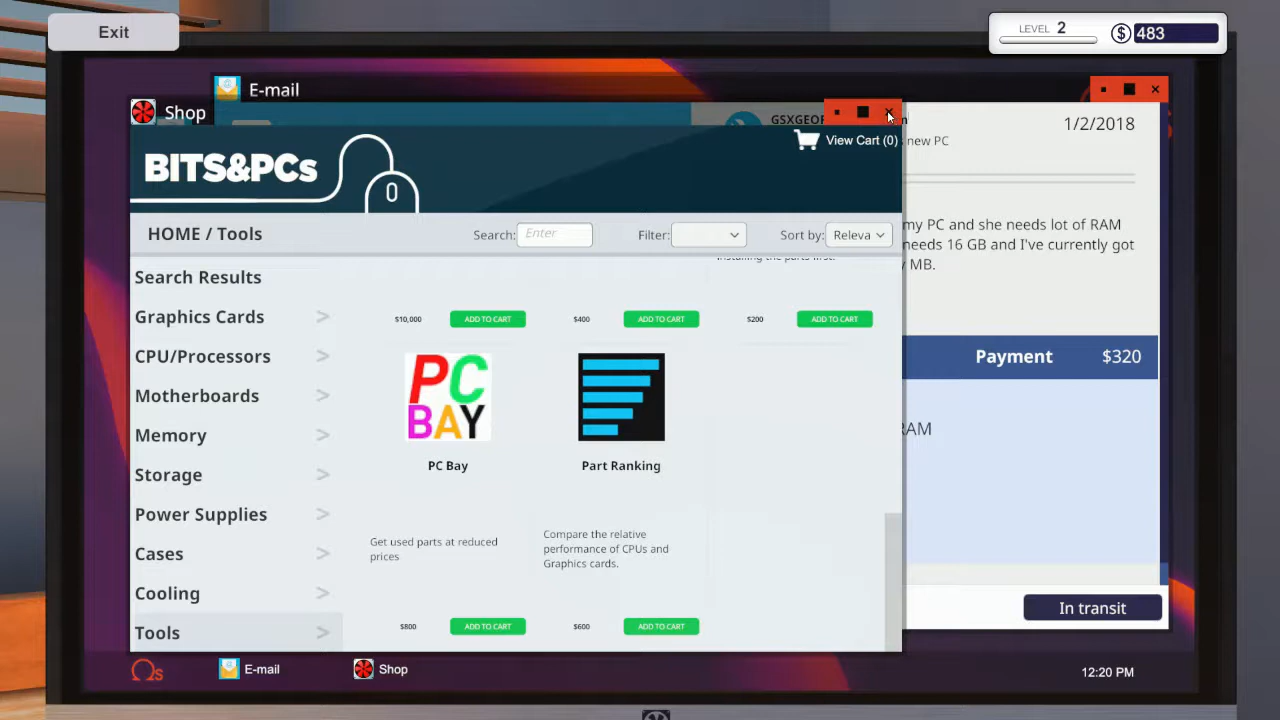 Exit
LEVEL 2
$ 483
E-mail
Shop
1/2/2018
View Cart (0)
new PC
BITS&PCs
HOME / Tools
Search: Enter
Filter:
Sort by: Releva
my PC and she needs lot of RAM
needs 16 GB and I've currently got
MB.
Search Results
Graphics Cards >
CPU/Processors >
Motherboards >
Memory >
Storage >
Power Supplies >
Cases >
Cooling >
Tools >
$10,000 ADD TO CART
$400 ADD TO CART
$200 ADD TO CART
PC
BAY
PC Bay
Part Ranking
Get used parts at reduced
prices
Compare the relative
performance of CPUs and
Graphics cards.
$800 ADD TO CART
$600 ADD TO CART
Payment $320
RAM
In transit
E-mail
Shop
12:20 PM